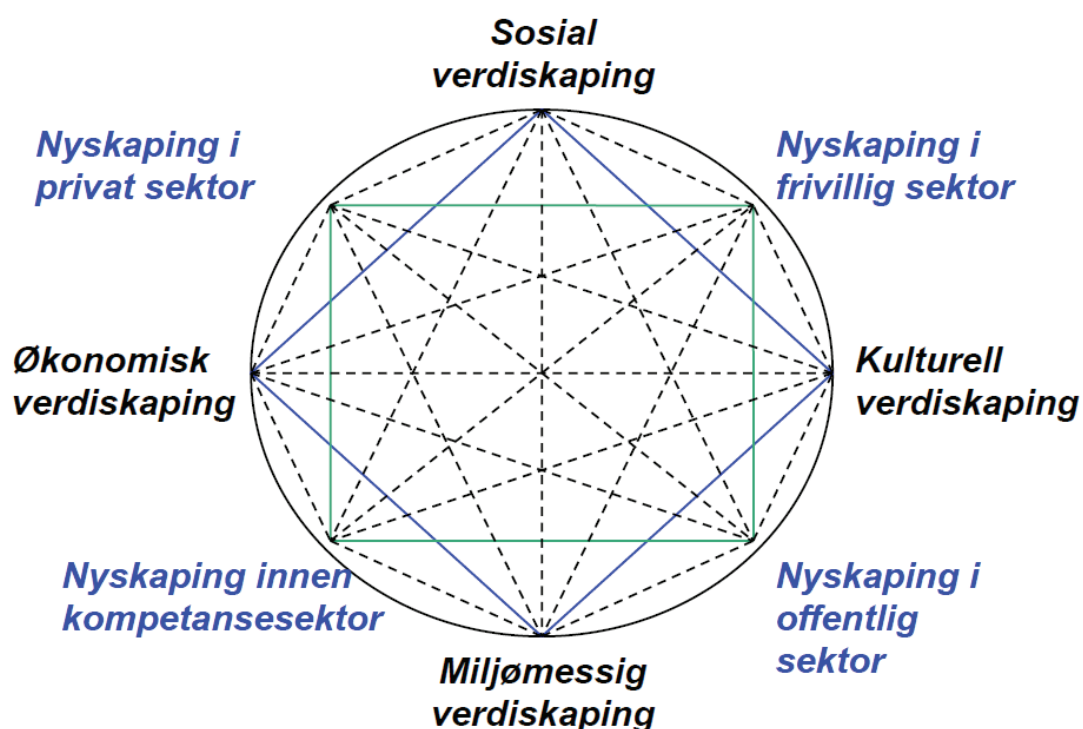 Sosial
verdiskaping
Nyskaping i
privat sektor
Nyskaping i
frivillig sektor
Økonomisk
verdiskaping
Kulturell
verdiskaping
Nyskaping innen
kompetansesektor
Nyskaping i
offentlig
sektor
Miljømessig
verdiskaping